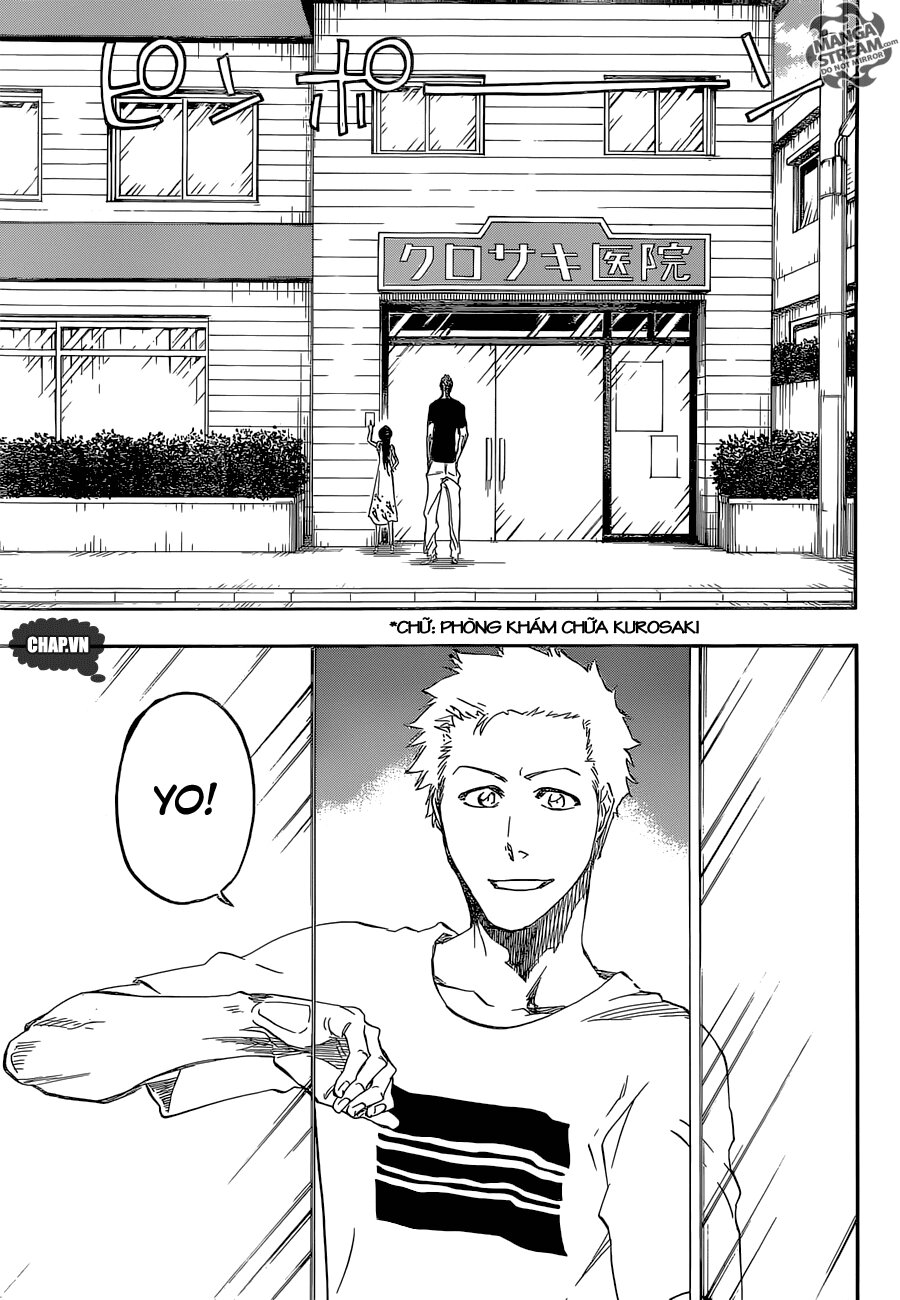 MANGA
STREAM.com
DO NOT MIRROR
ピンポーン
クロサキ医院
*CHỮ: PHÒNG KHÁM CHỮA KUROSAKI
CHAP.VN
YO!